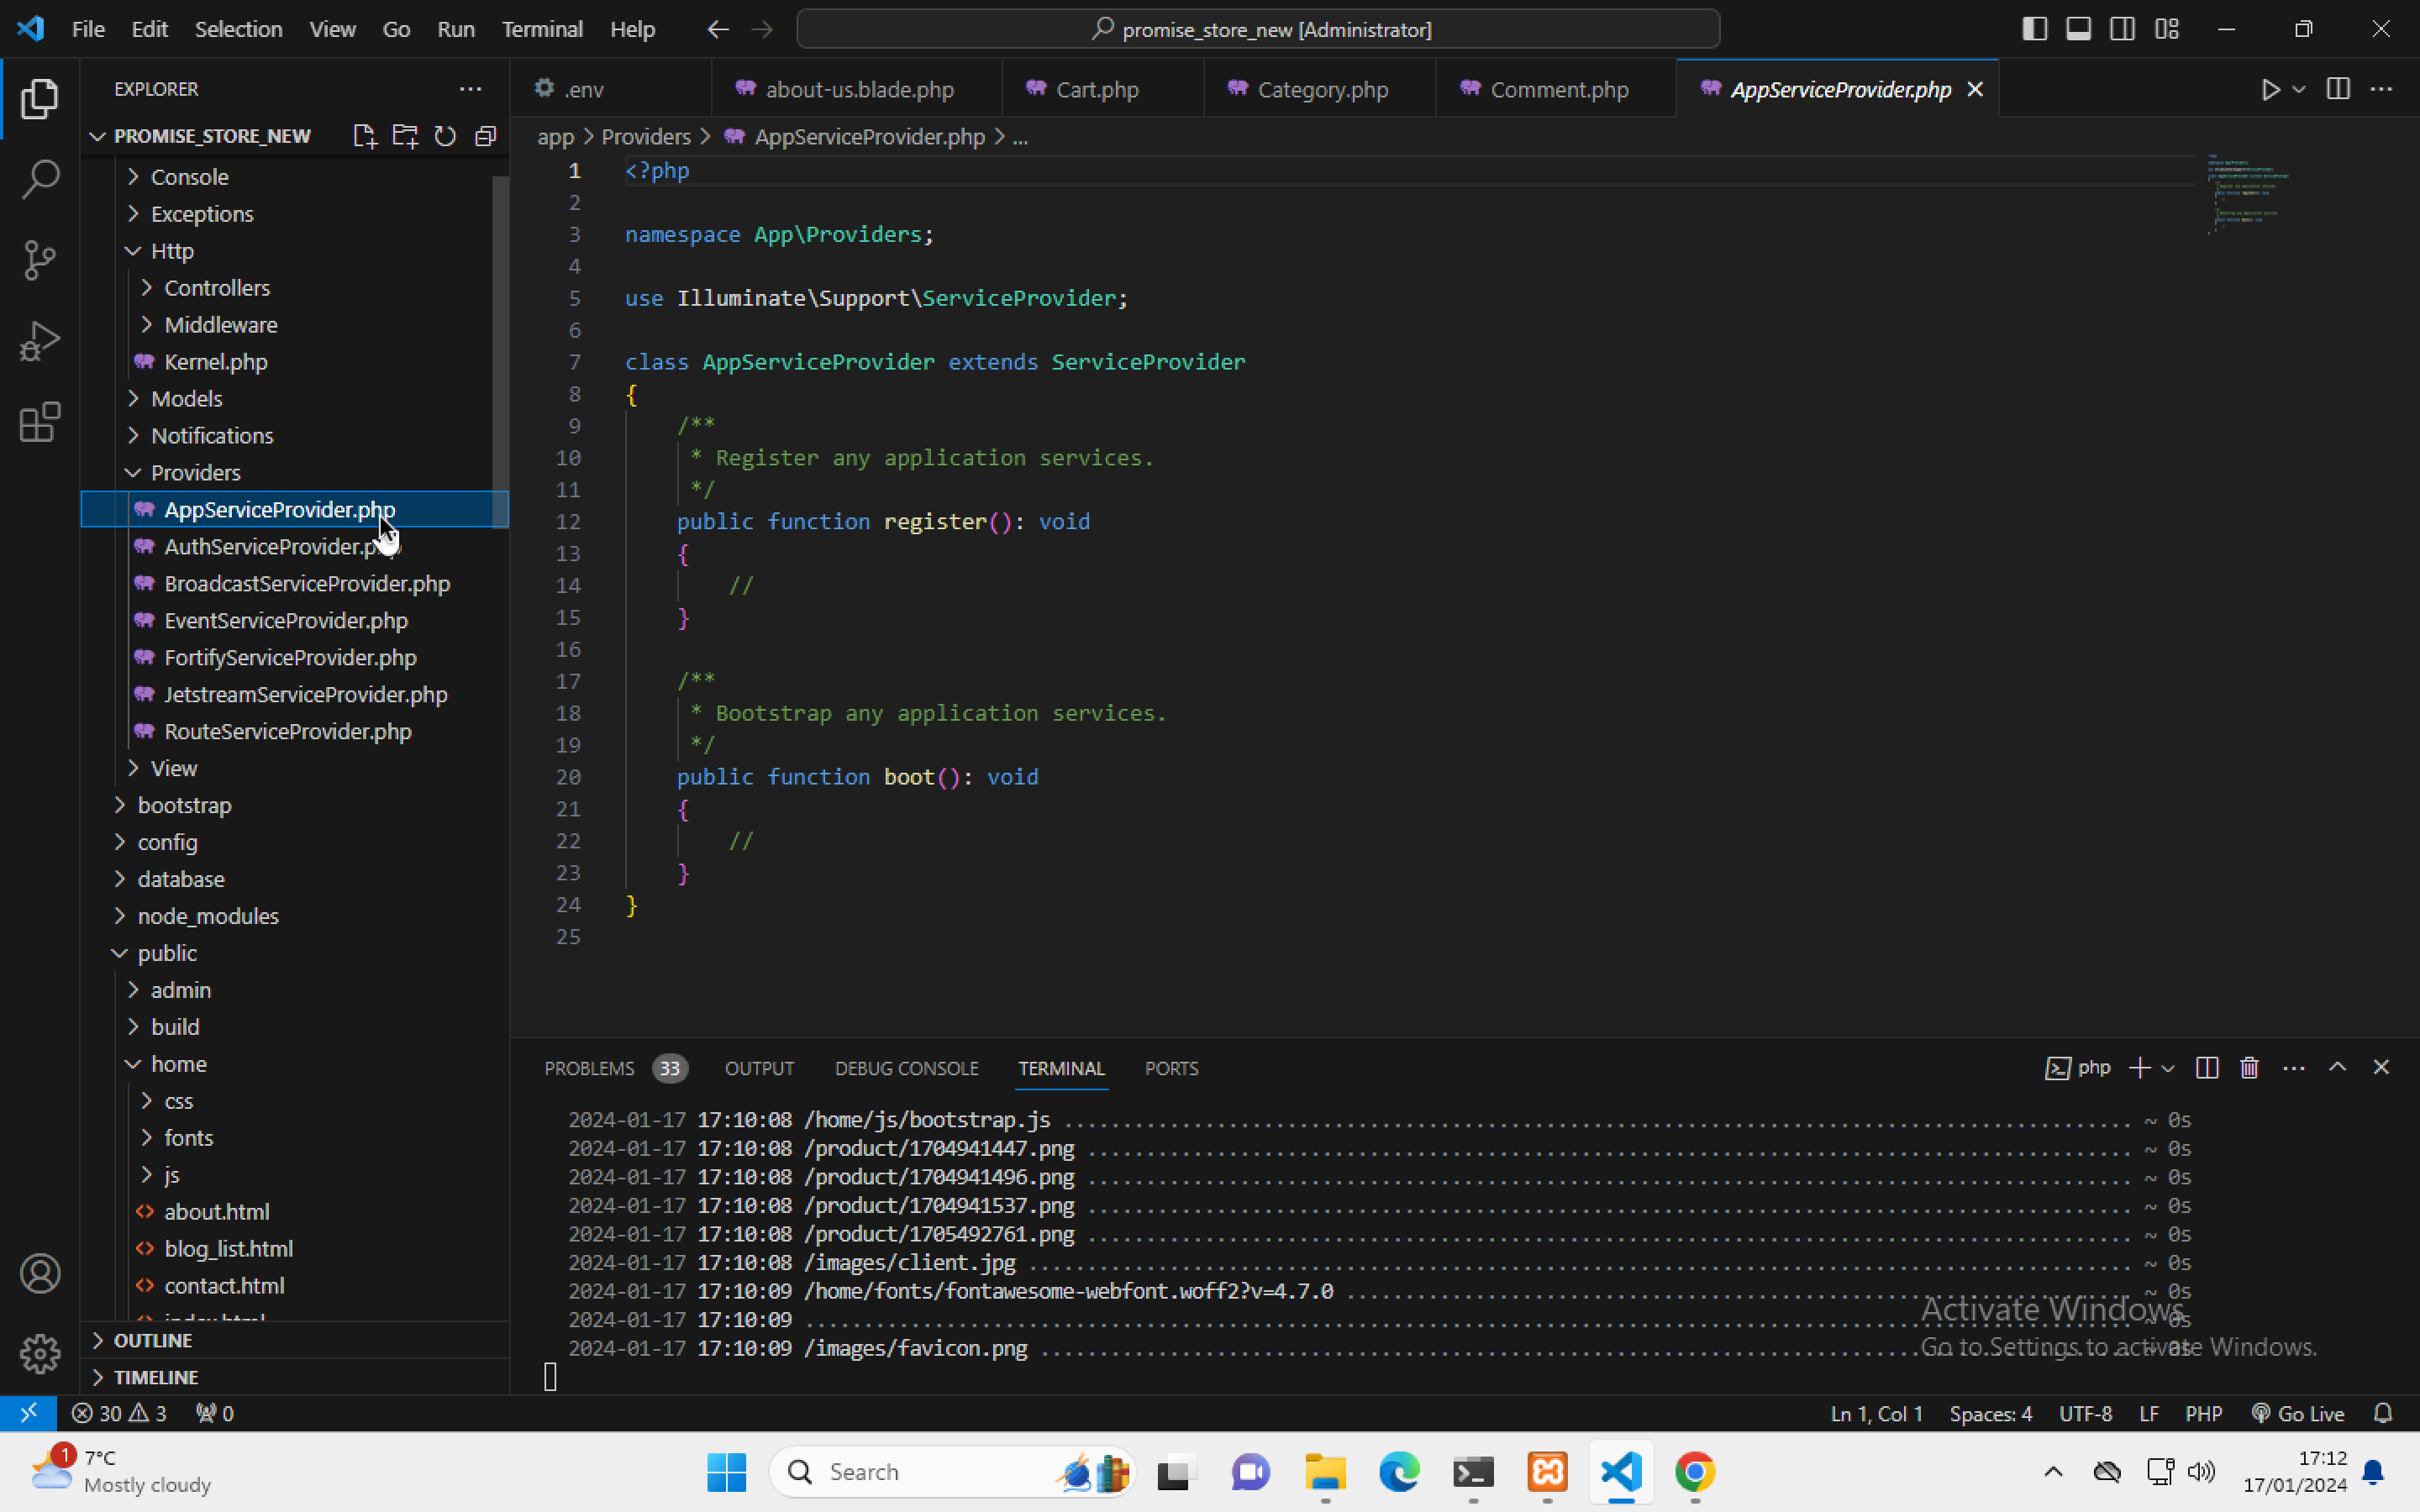 File Edit Selection View Go Run Terminal Help
promise_store_new [Administrator]
EXPLORER
PROMISE_STORE_NEW
Console
Exceptions
Http
Controllers
Middleware
Kernel.php
Models
Notifications
Providers
AppServiceProvider.php
AuthServiceProvider.php
BroadcastServiceProvider.php
EventServiceProvider.php
FortifyServiceProvider.php
JetstreamServiceProvider.php
RouteServiceProvider.php
View
bootstrap
config
database
node_modules
public
admin
build
home
css
fonts
js
about.html
blog_list.html
contact.html
index.html
OUTLINE
TIMELINE
.env about-us.blade.php Cart.php Category.php Comment.php AppServiceProvider.php
app > Providers > AppServiceProvider.php > ...
1 <?php
2
3 namespace App\Providers;
4
5 use Illuminate\Support\ServiceProvider;
6
7 class AppServiceProvider extends ServiceProvider
8 {
9 /**
10 * Register any application services.
11 */
12 public function register(): void
13 {
14 //
15 }
16
17 /**
18 * Bootstrap any application services.
19 */
20 public function boot(): void
21 {
22 //
23 }
24 }
25
PROBLEMS 33 OUTPUT DEBUG CONSOLE TERMINAL PORTS
php
2024-01-17 17:10:08 /home/js/bootstrap.js ........ ~ 0s
2024-01-17 17:10:08 /product/1704941447.png ........ ~ 0s
2024-01-17 17:10:08 /product/1704941496.png ........ ~ 0s
2024-01-17 17:10:08 /product/1704941537.png ........ ~ 0s
2024-01-17 17:10:08 /product/1705492761.png ........ ~ 0s
2024-01-17 17:10:08 /images/client.jpg ........ ~ 0s
2024-01-17 17:10:09 /home/fonts/fontawesome-webfont.woff2?v=4.7.0 ........ ~ 0s
2024-01-17 17:10:09 ........ ~ 0s
2024-01-17 17:10:09 /images/favicon.png ........ ~ 0s
Activate Windows
Go to Settings to activate Windows.
30 3 0
Ln 1, Col 1 Spaces: 4 UTF-8 LF PHP Go Live
1
7°C
Mostly cloudy
Search
17:12
17/01/2024